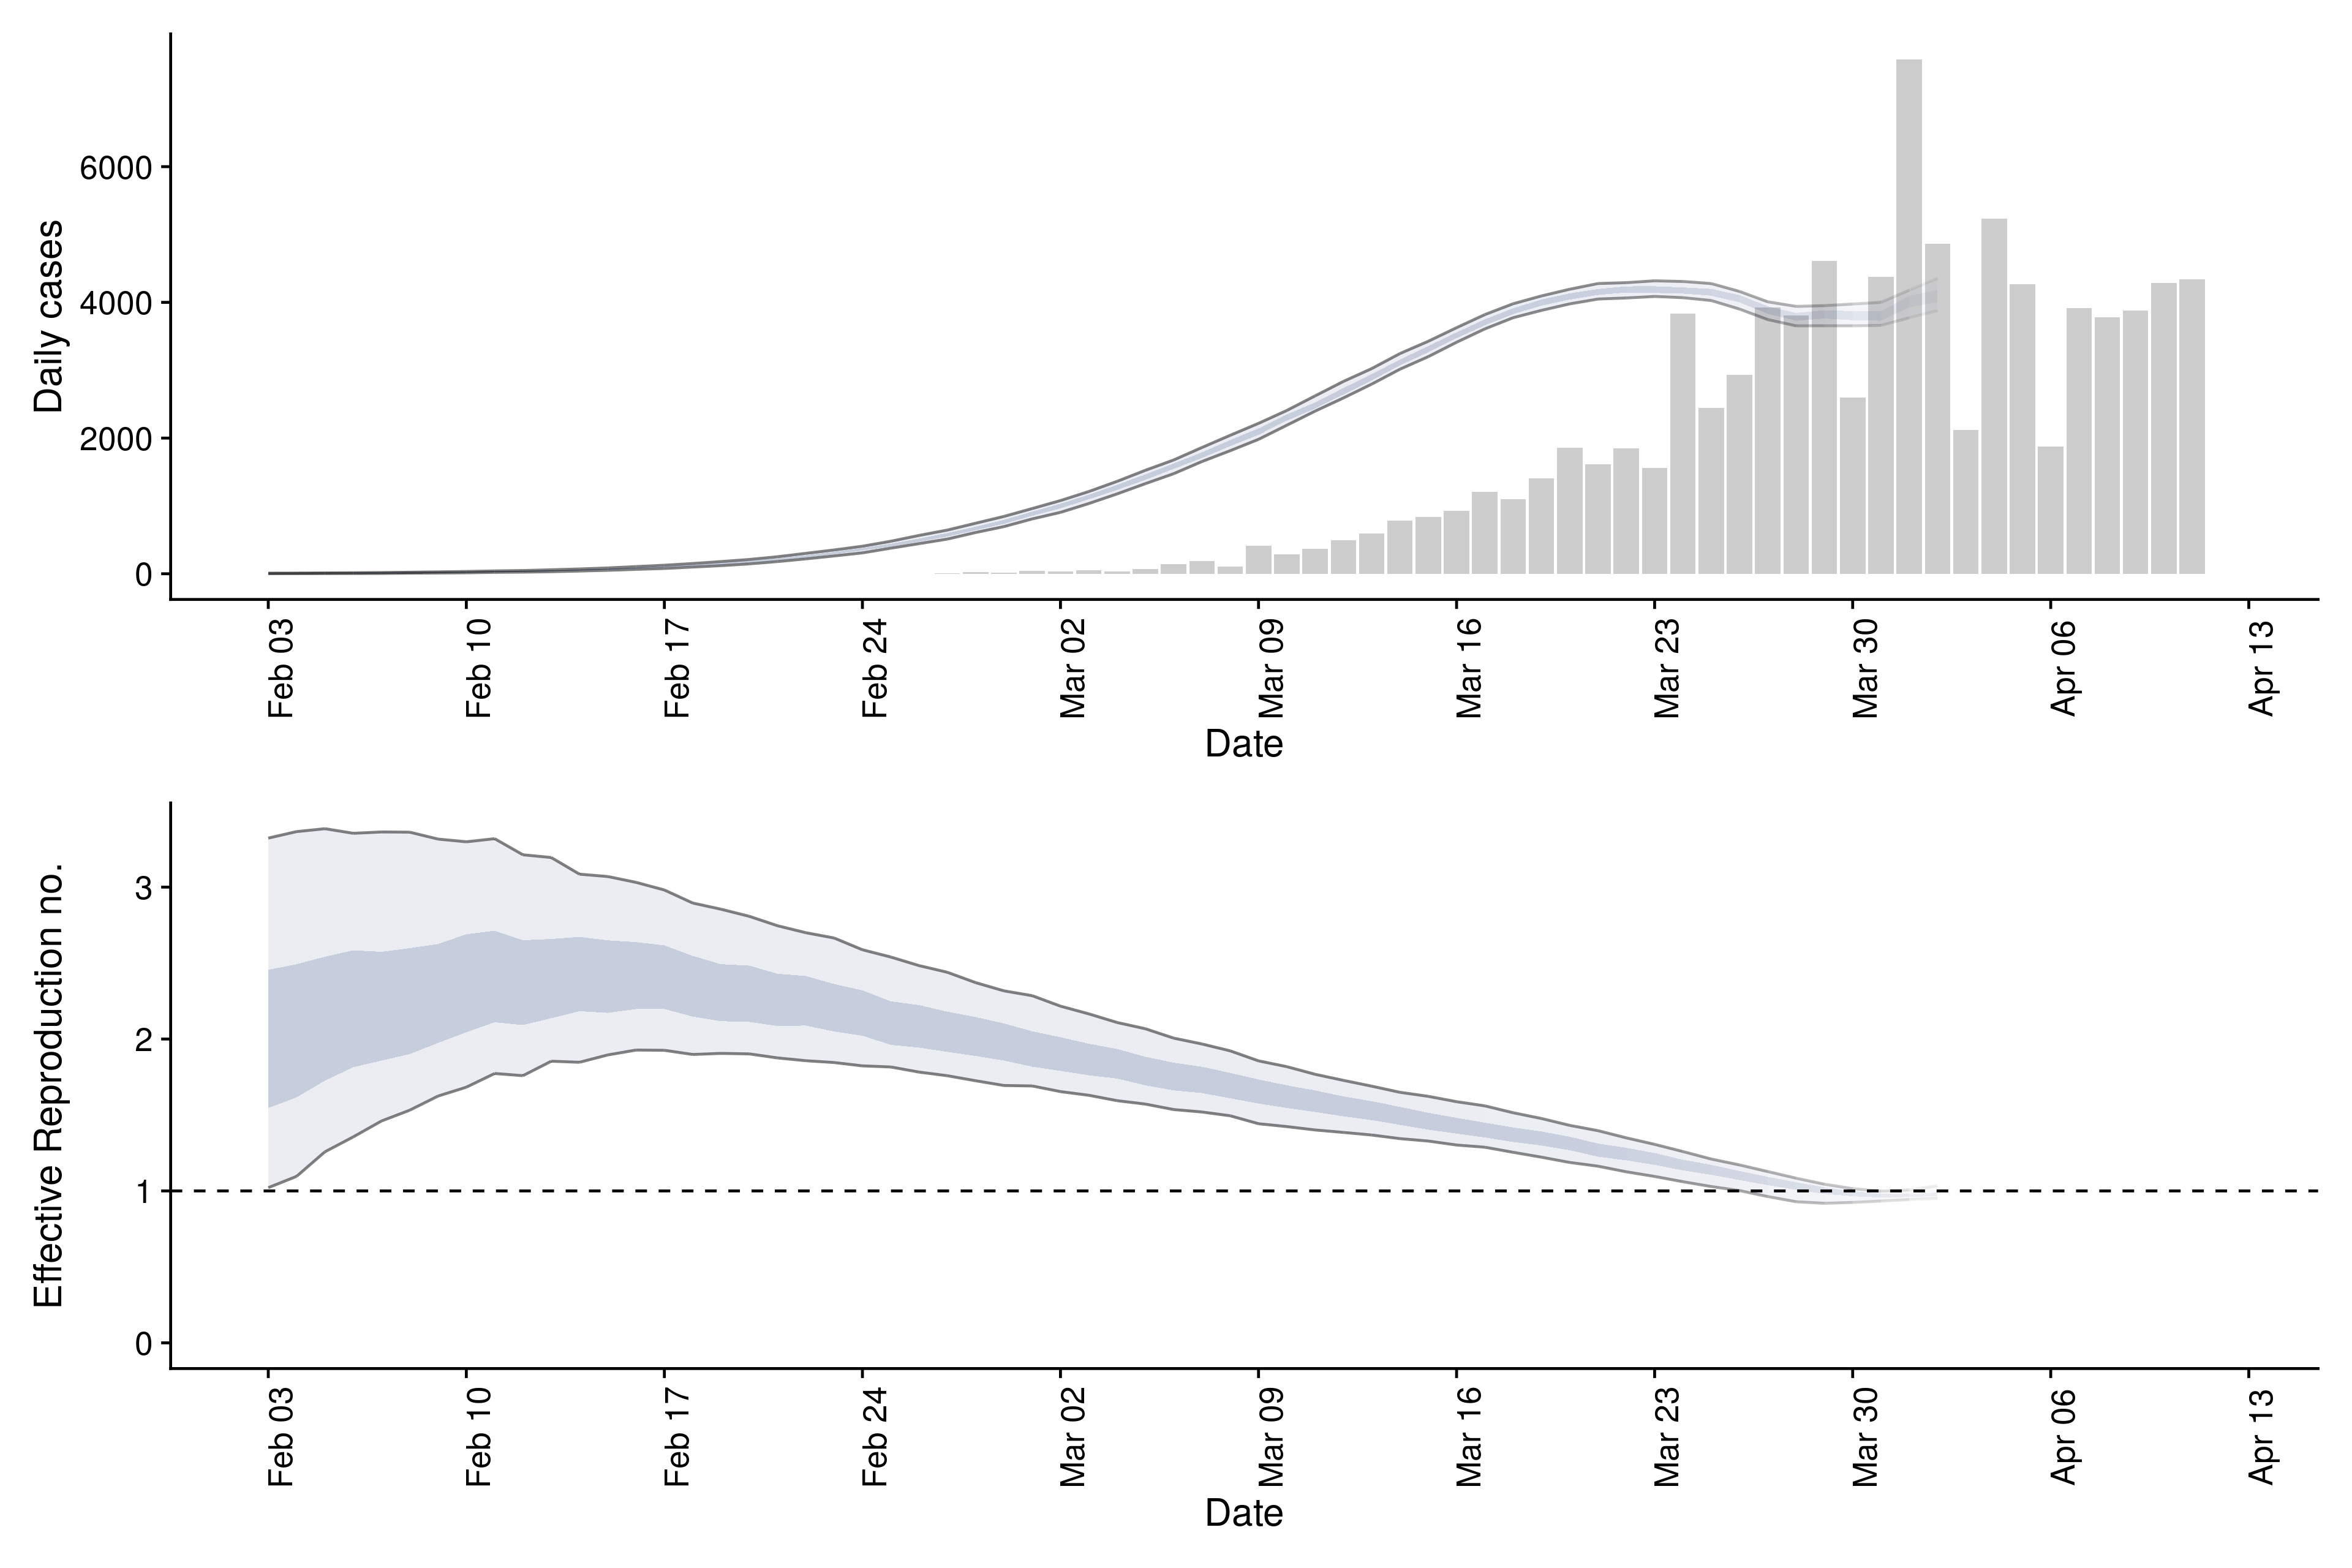 Daily cases
6000
4000
2000
0
Feb 03
Feb 10
Feb 17
Feb 24
Mar 02
Mar 09
Mar 16
Mar 23
Mar 30
Apr 06
Apr 13
Date
Effective Reproduction no.
3
2
1
0
Feb 03
Feb 10
Feb 17
Feb 24
Mar 02
Mar 09
Mar 16
Mar 23
Mar 30
Apr 06
Apr 13
Date